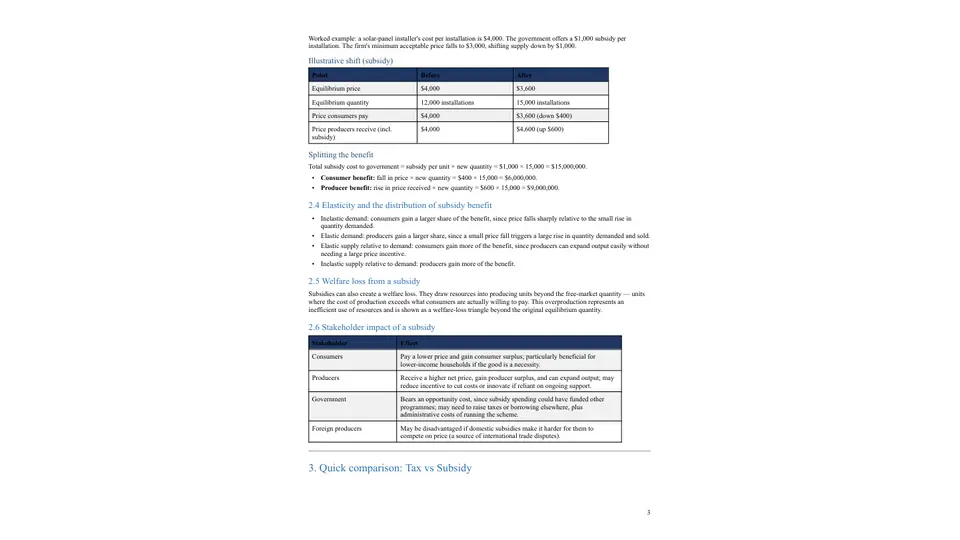 Worked example: a solar-panel installer's cost per installation is $4,000. The government offers a $1,000 subsidy per
installation. The firm's minimum acceptable price falls to $3,000, shifting supply down by $1,000.
Illustrative shift (subsidy)
Point Before After
Equilibrium price $4,000 $3,600
Equilibrium quantity 12,000 installations 15,000 installations
Price consumers pay $4,000 $3,600 (down $400)
Price producers receive (incl. $4,000 $4,600 (up $600)
subsidy)
Splitting the benefit
Total subsidy cost to government = subsidy per unit × new quantity = $1,000 × 15,000 = $15,000,000.
• Consumer benefit: fall in price × new quantity = $400 × 15,000 = $6,000,000.
• Producer benefit: rise in price received × new quantity = $600 × 15,000 = $9,000,000.
2.4 Elasticity and the distribution of subsidy benefit
• Inelastic demand: consumers gain a larger share of the benefit, since price falls sharply relative to the small rise in
quantity demanded.
• Elastic demand: producers gain a larger share, since a small price fall triggers a large rise in quantity demanded and sold.
• Elastic supply relative to demand: consumers gain more of the benefit, since producers can expand output easily without
needing a large price incentive.
• Inelastic supply relative to demand: producers gain more of the benefit.
2.5 Welfare loss from a subsidy
Subsidies can also create a welfare loss. They draw resources into producing units beyond the free-market quantity — units
where the cost of production exceeds what consumers are actually willing to pay. This overproduction represents an
inefficient use of resources and is shown as a welfare-loss triangle beyond the original equilibrium quantity.
2.6 Stakeholder impact of a subsidy
Stakeholder Effect
Consumers Pay a lower price and gain consumer surplus; particularly beneficial for
lower-income households if the good is a necessity.
Producers Receive a higher net price, gain producer surplus, and can expand output; may
reduce incentive to cut costs or innovate if reliant on ongoing support.
Government Bears an opportunity cost, since subsidy spending could have funded other
programmes; may need to raise taxes or borrowing elsewhere, plus
administrative costs of running the scheme.
Foreign producers May be disadvantaged if domestic subsidies make it harder for them to
compete on price (a source of international trade disputes).
3. Quick comparison: Tax vs Subsidy
3